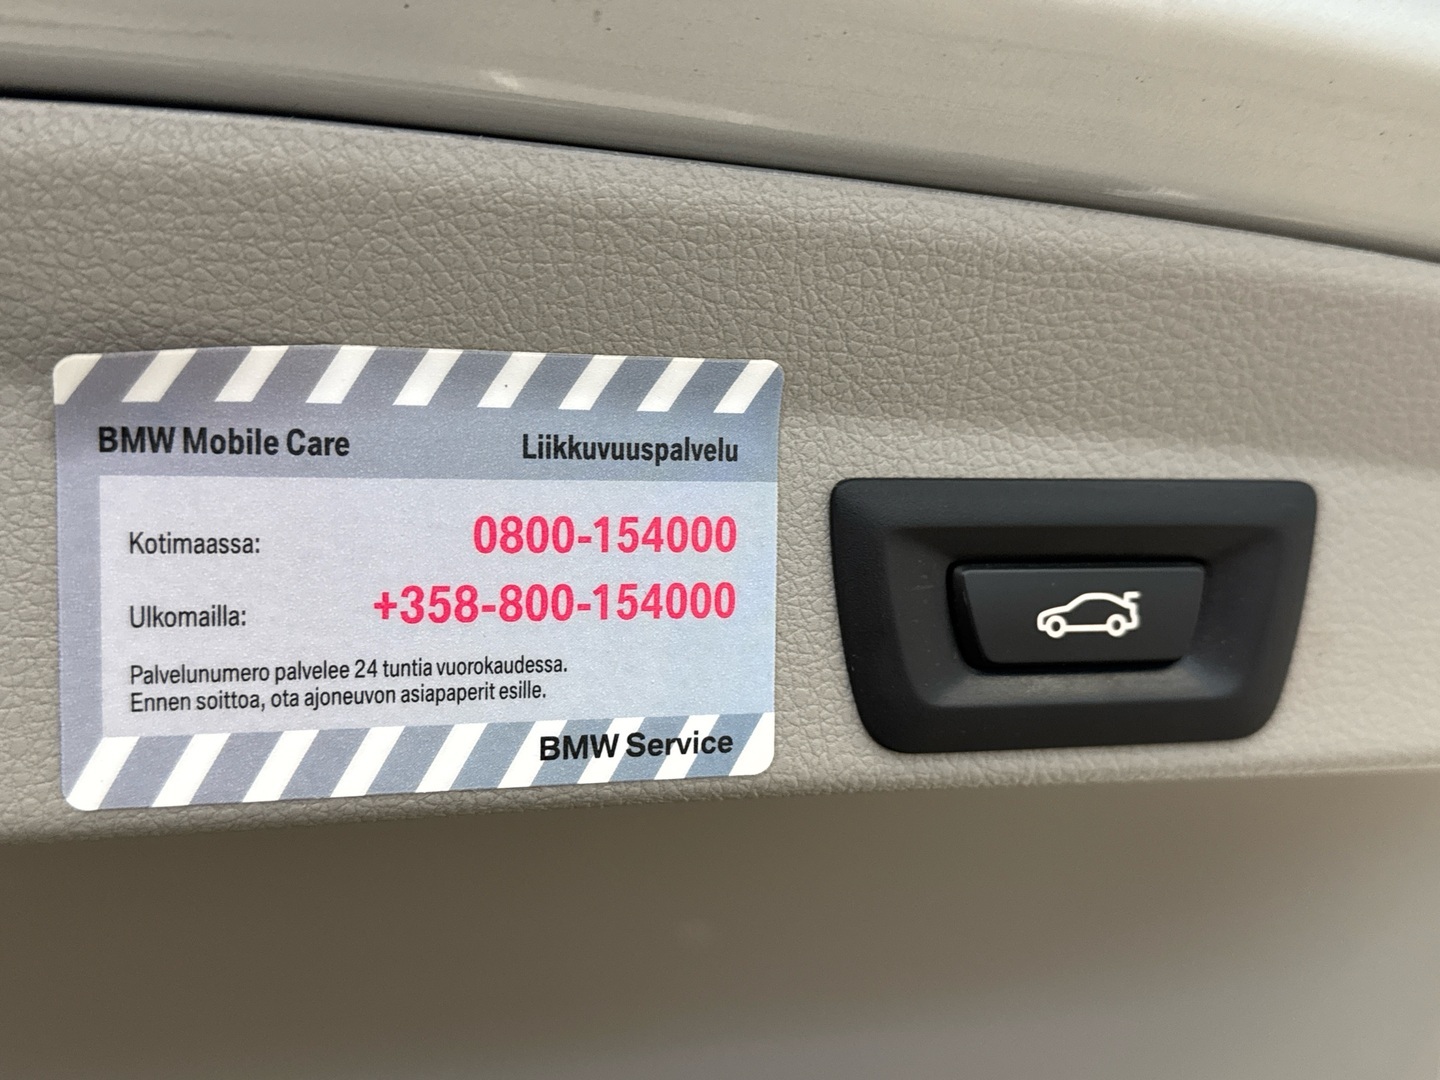 BMW Mobile Care Liikkuvuuspalvelu
Kotimaassa: 0800-154000
Ulkomailla: +358-800-154000
Palvelunumero palvelee 24 tuntia vuorokaudessa.
Ennen soittoa, ota ajoneuvon asiapaperit esille.
BMW Service